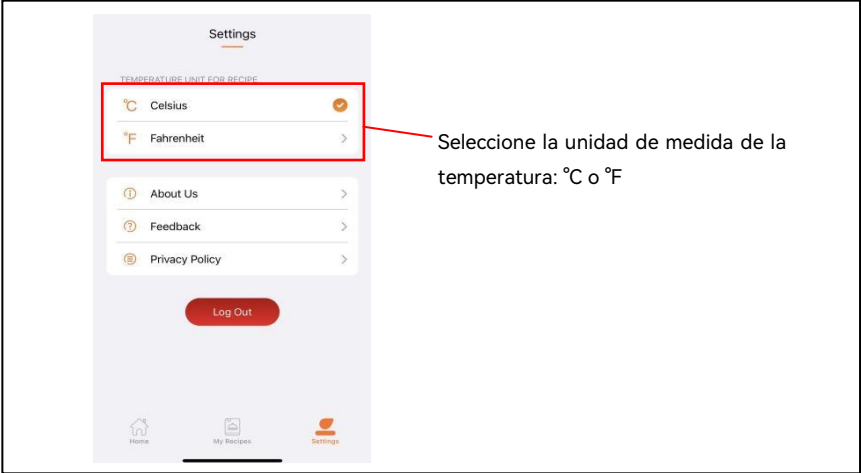 Settings
TEMPERATURE UNIT FOR RECIPE
°C Celsius
°F Fahrenheit
Seleccione la unidad de medida de la
temperatura: °C o °F
About Us
Feedback
Privacy Policy
Log Out
Home
My Recipes
Settings